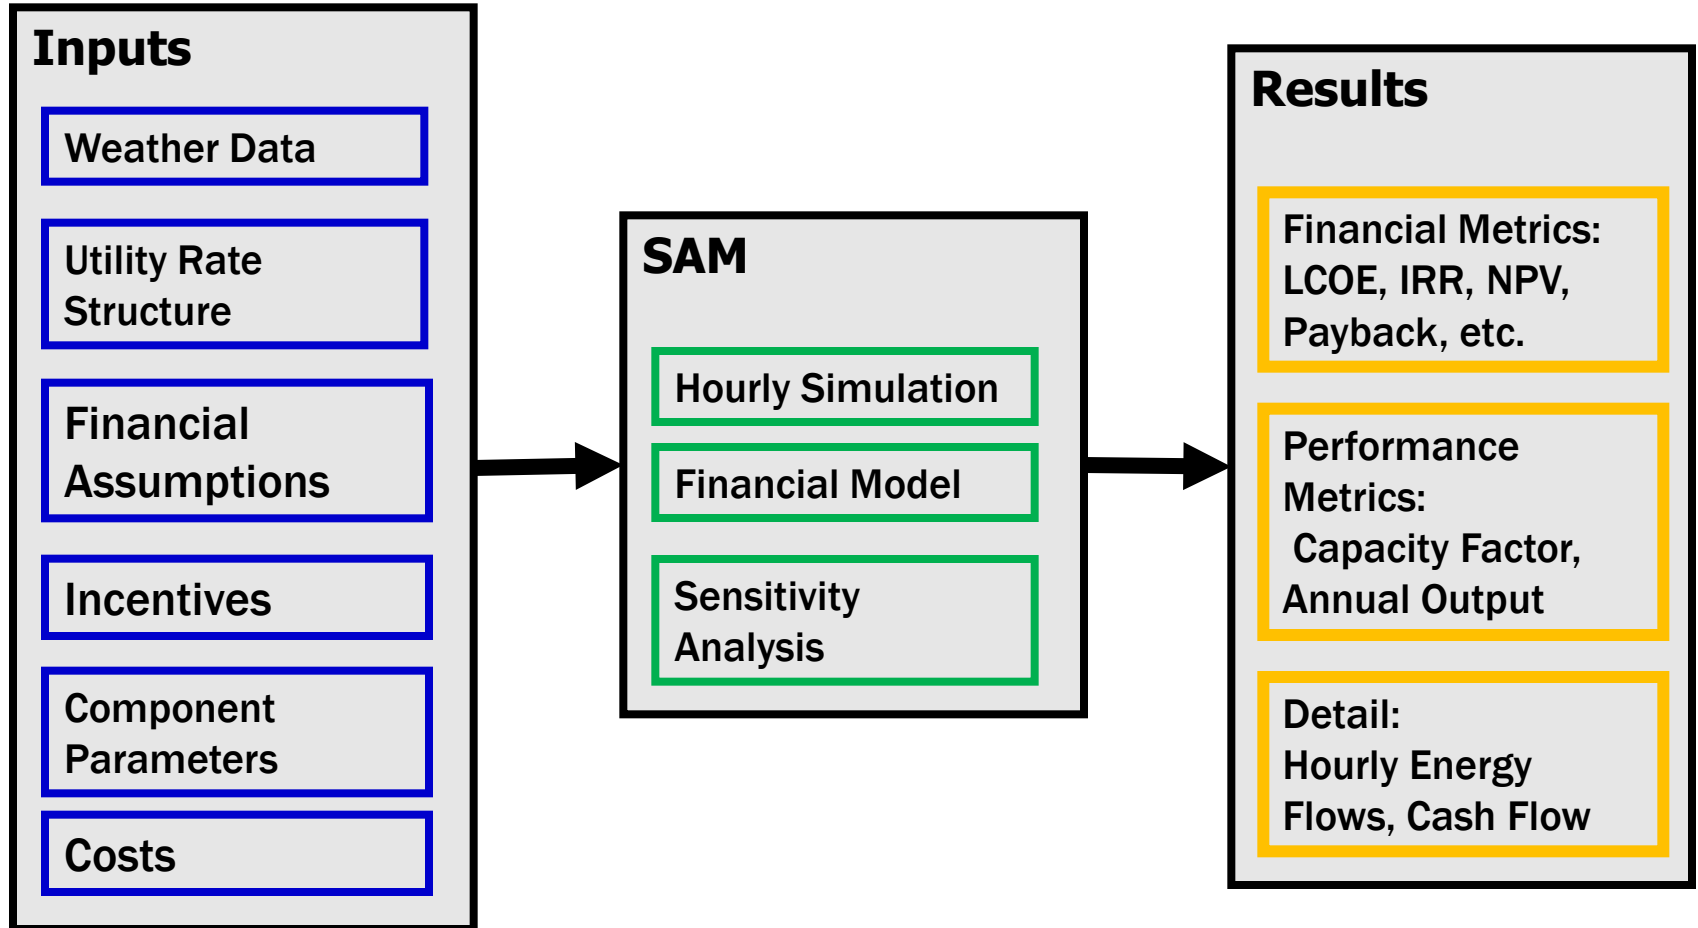 Inputs
Weather Data
Utility Rate
Structure
Financial
Assumptions
Incentives
Component
Parameters
Costs
SAM
Hourly Simulation
Financial Model
Sensitivity
Analysis
Results
Financial Metrics:
LCOE, IRR, NPV,
Payback, etc.
Performance
Metrics:
Capacity Factor,
Annual Output
Detail:
Hourly Energy
Flows, Cash Flow